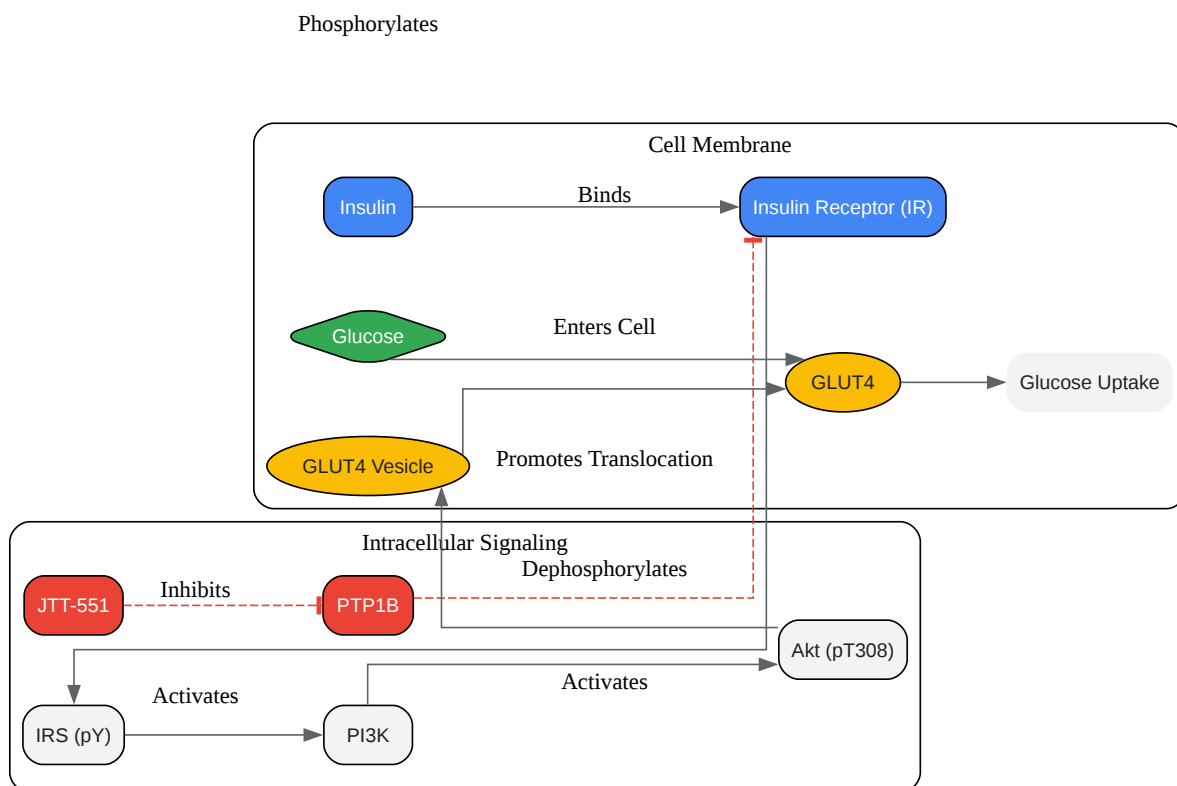 Phosphorylates
Cell Membrane
Insulin
Binds
Insulin Receptor (IR)
Glucose
Enters Cell
GLUT4
Glucose Uptake
GLUT4 Vesicle
Promotes Translocation
Intracellular Signaling
JTT-551
Inhibits
PTP1B
Dephosphorylates
Akt (pT308)
IRS (pY)
Activates
PI3K
Activates